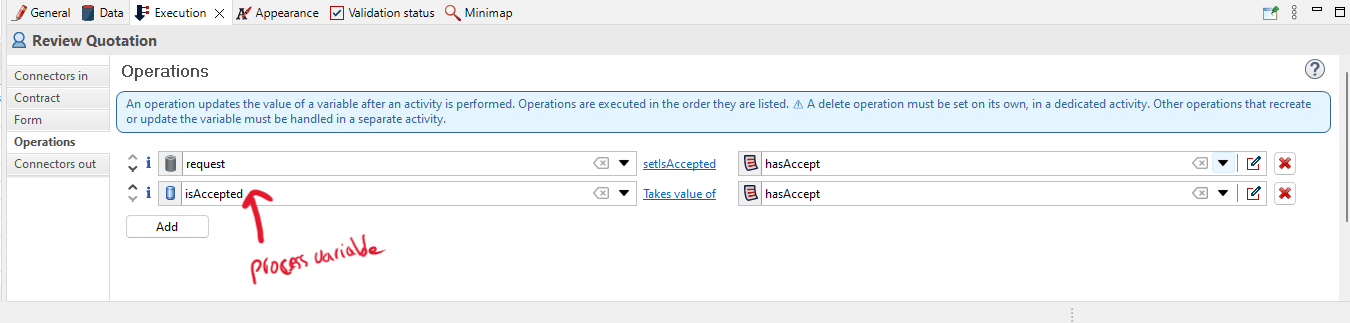 General Data Execution Appearance Validation status Minimap
Review Quotation
Connectors in
Contract
Form
Operations
Connectors out
Operations
An operation updates the value of a variable after an activity is performed. Operations are executed in the order they are listed. ⚠ A delete operation must be set on its own, in a dedicated activity. Other operations that recreate
or update the variable must be handled in a separate activity.
request setIsAccepted hasAccept
isAccepted Takes value of hasAccept
Add
process variable